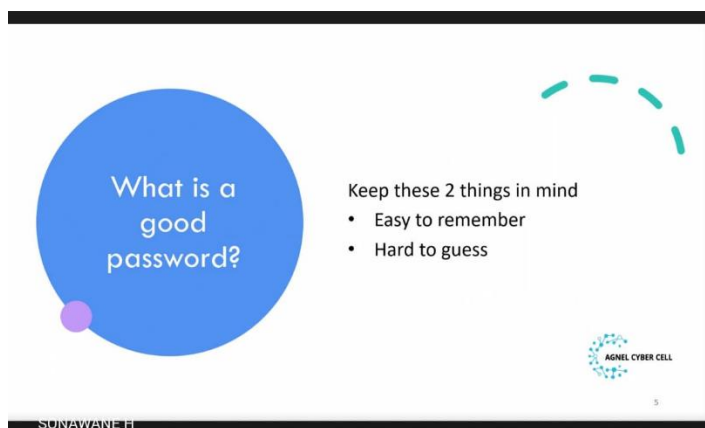 What is a
good
password?
Keep these 2 things in mind
• Easy to remember
• Hard to guess
AGNEL CYBER CELL
5
SONAWANE H